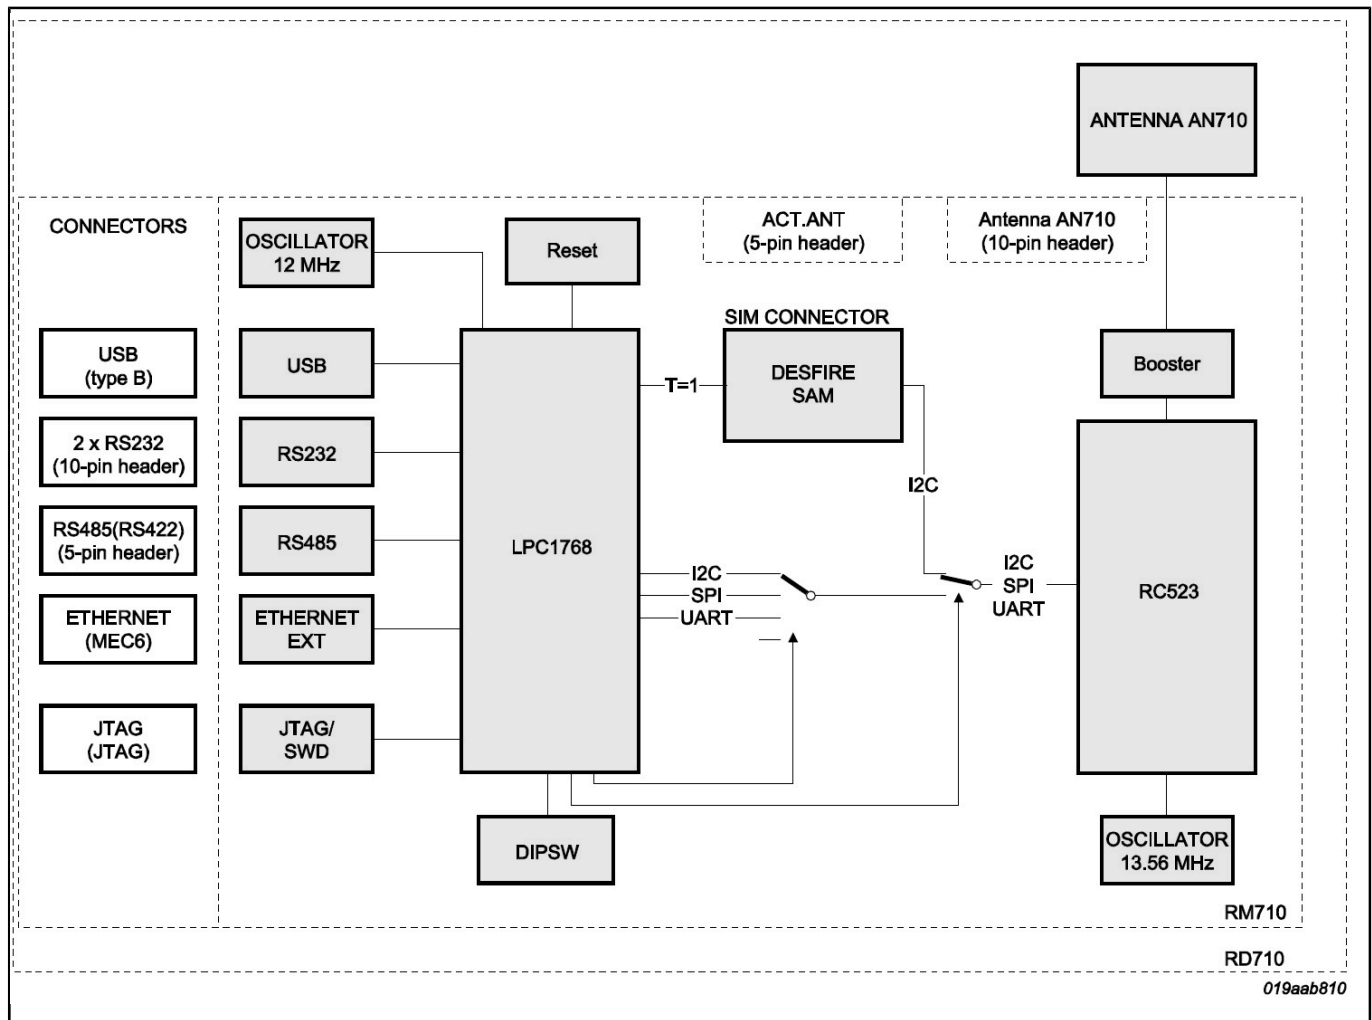 ANTENNA AN710
CONNECTORS
OSCILLATOR
12 MHz
Reset
ACT.ANT
(5-pin header)
Antenna AN710
(10-pin header)
USB
(type B)
USB
SIM CONNECTOR
DESFIRE
SAM
T=1
Booster
2 x RS232
(10-pin header)
RS232
I2C
RS485(RS422)
(5-pin header)
RS485
LPC1768
I2C
SPI
UART
I2C
SPI
UART
RC523
ETHERNET
(MEC6)
ETHERNET
EXT
JTAG
(JTAG)
JTAG/
SWD
DIPSW
OSCILLATOR
13.56 MHz
RM710
RD710
019aab810